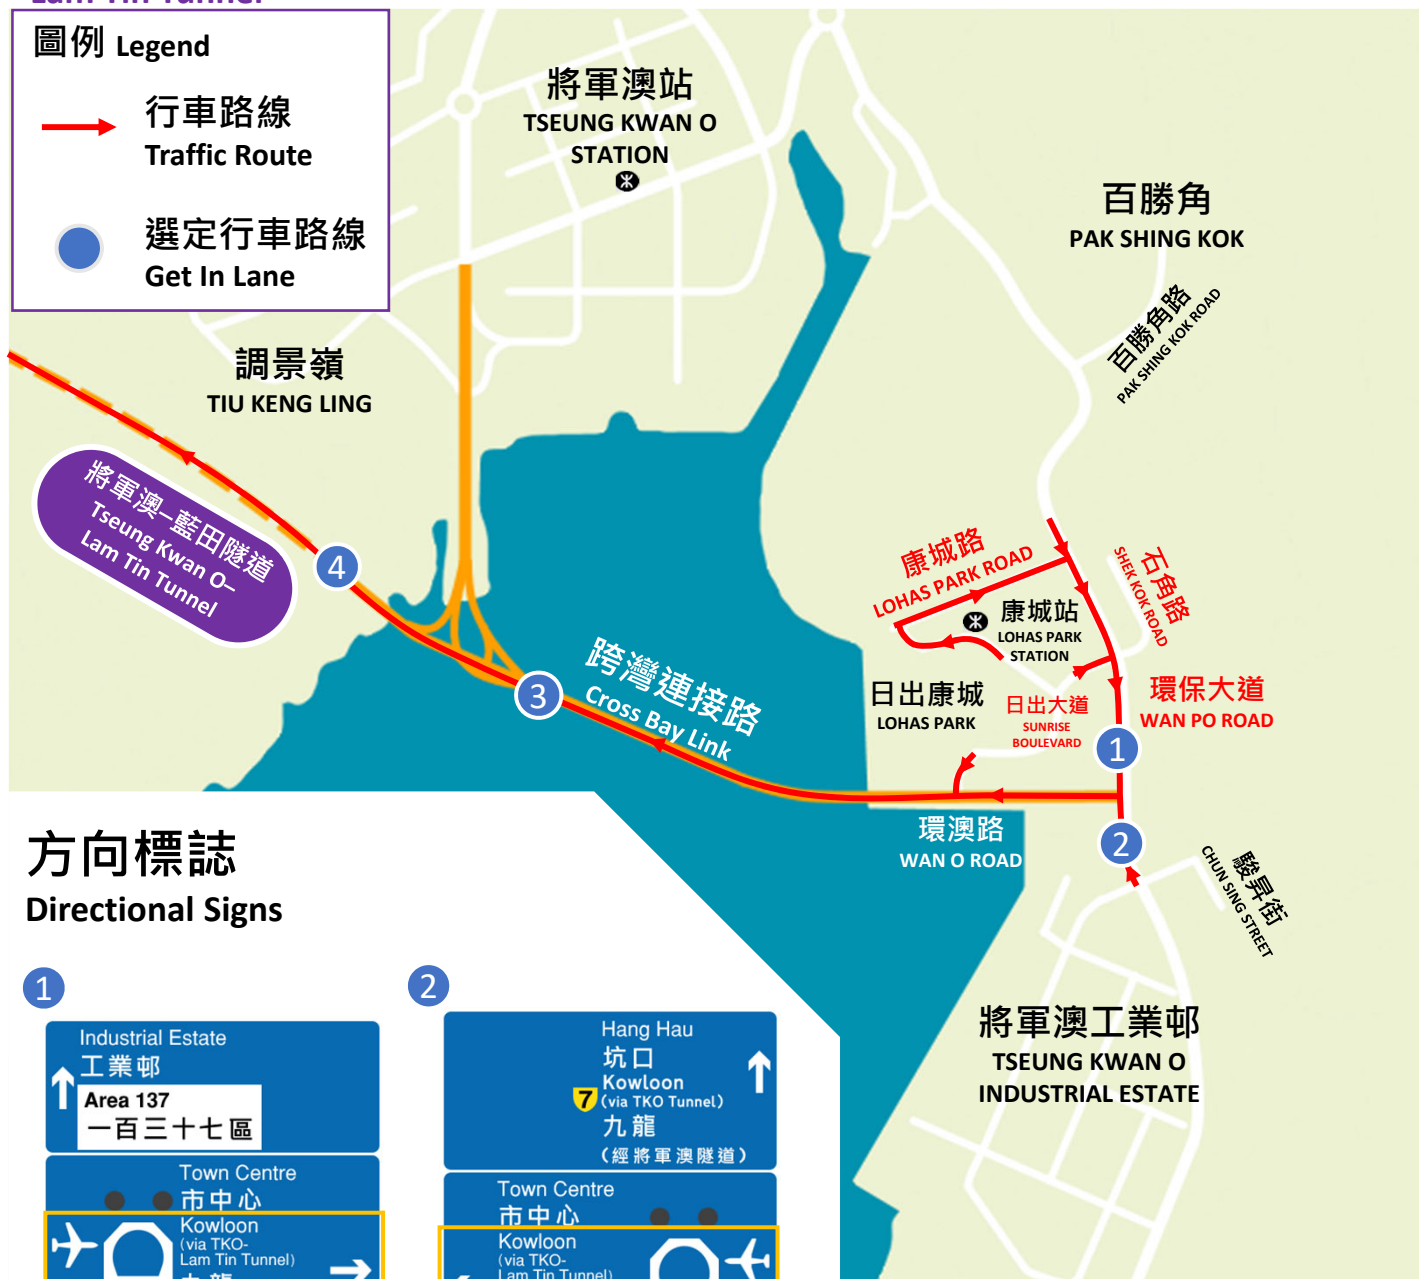 Lam Tin Tunnel
圖例 Legend
行車路線
Traffic Route
選定行車路線
Get In Lane
將軍澳站
TSEUNG KWAN O
STATION
百勝角
PAK SHING KOK
百勝角路
PAK SHING KOK ROAD
調景嶺
TIU KENG LING
將軍澳–藍田隧道
Tseung Kwan O–
Lam Tin Tunnel
4
3
跨灣連接路
Cross Bay Link
康城路
LOHAS PARK ROAD
康城站
LOHAS PARK
STATION
石角路
SHEK KOK ROAD
日出康城
LOHAS PARK
日出大道
SUNRISE
BOULEVARD
環保大道
WAN PO ROAD
1
2
環澳路
WAN O ROAD
駿昇街
CHUN SING STREET
將軍澳工業邨
TSEUNG KWAN O
INDUSTRIAL ESTATE
方向標誌
Directional Signs
1
Industrial Estate
工業邨
Area 137
一百三十七區
Town Centre
市中心
Kowloon
(via TKO-
Lam Tin Tunnel)
九龍
2
Hang Hau
坑口
Kowloon
7 (via TKO Tunnel)
九龍
（經將軍澳隧道）
Town Centre
市中心
Kowloon
(via TKO-
Lam Tin Tunnel)